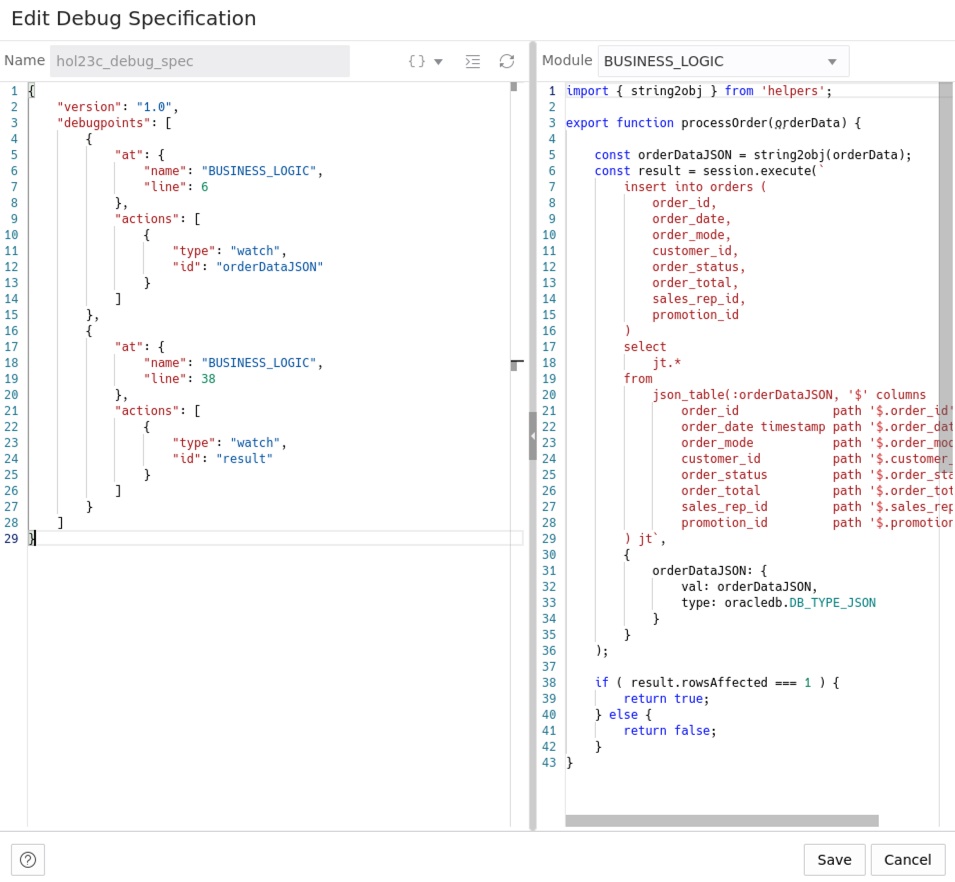 Edit Debug Specification
Name hol23c_debug_spec {}
1 {
2     "version": "1.0",
3     "debugpoints": [
4         {
5             "at": {
6                 "name": "BUSINESS_LOGIC",
7                 "line": 6
8             },
9             "actions": [
10                 {
11                     "type": "watch",
12                     "id": "orderDataJSON"
13                 }
14             ]
15         },
16         {
17             "at": {
18                 "name": "BUSINESS_LOGIC",
19                 "line": 38
20             },
21             "actions": [
22                 {
23                     "type": "watch",
24                     "id": "result"
25                 }
26             ]
27         }
28     ]
29 }
Module BUSINESS_LOGIC
1 import { string2obj } from 'helpers';
2
3 export function processOrder(orderData) {
4
5     const orderDataJSON = string2obj(orderData);
6     const result = session.execute(`
7         insert into orders (
8             order_id,
9             order_date,
10             order_mode,
11             customer_id,
12             order_status,
13             order_total,
14             sales_rep_id,
15             promotion_id
16         )
17         select
18             jt.*
19         from
20             json_table(:orderDataJSON, '$' columns
21                 order_id             path '$.order_id'
22                 order_date timestamp path '$.order_dat
23                 order_mode           path '$.order_mod
24                 customer_id          path '$.customer_
25                 order_status         path '$.order_sta
26                 order_total          path '$.order_tot
27                 sales_rep_id         path '$.sales_rep
28                 promotion_id         path '$.promotion
29         ) jt`,
30         {
31             orderDataJSON: {
32                 val: orderDataJSON,
33                 type: oracledb.DB_TYPE_JSON
34             }
35         }
36     );
37
38     if ( result.rowsAffected === 1 ) {
39         return true;
40     } else {
41         return false;
42     }
43 }
Save Cancel